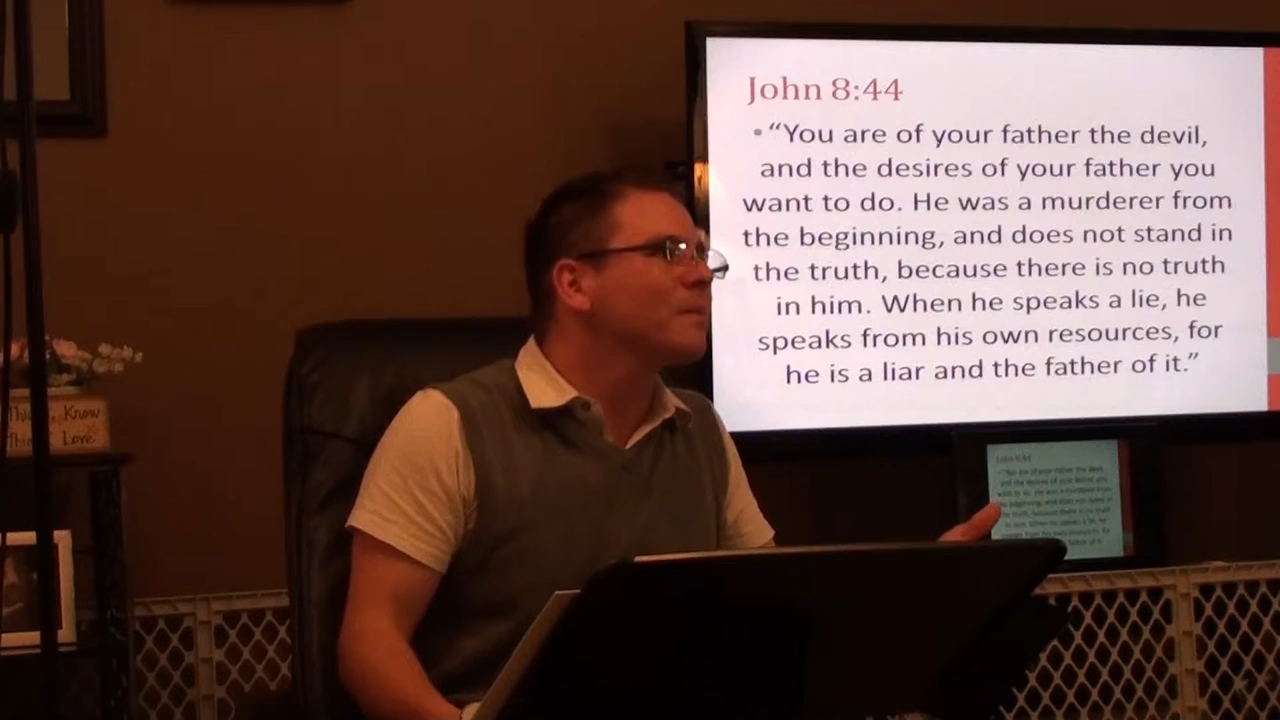 John 8:44
• “You are of your father the devil,
and the desires of your father you
want to do. He was a murderer from
the beginning, and does not stand in
the truth, because there is no truth
in him. When he speaks a lie, he
speaks from his own resources, for
he is a liar and the father of it.”
Know
Love
John 8:44